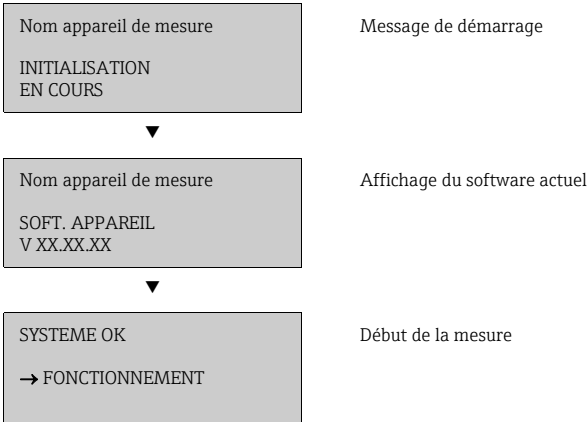 Nom appareil de mesure
Message de démarrage
INITIALISATION
EN COURS
▼
Nom appareil de mesure
Affichage du software actuel
SOFT. APPAREIL
V XX.XX.XX
▼
SYSTEME OK
Début de la mesure
→ FONCTIONNEMENT